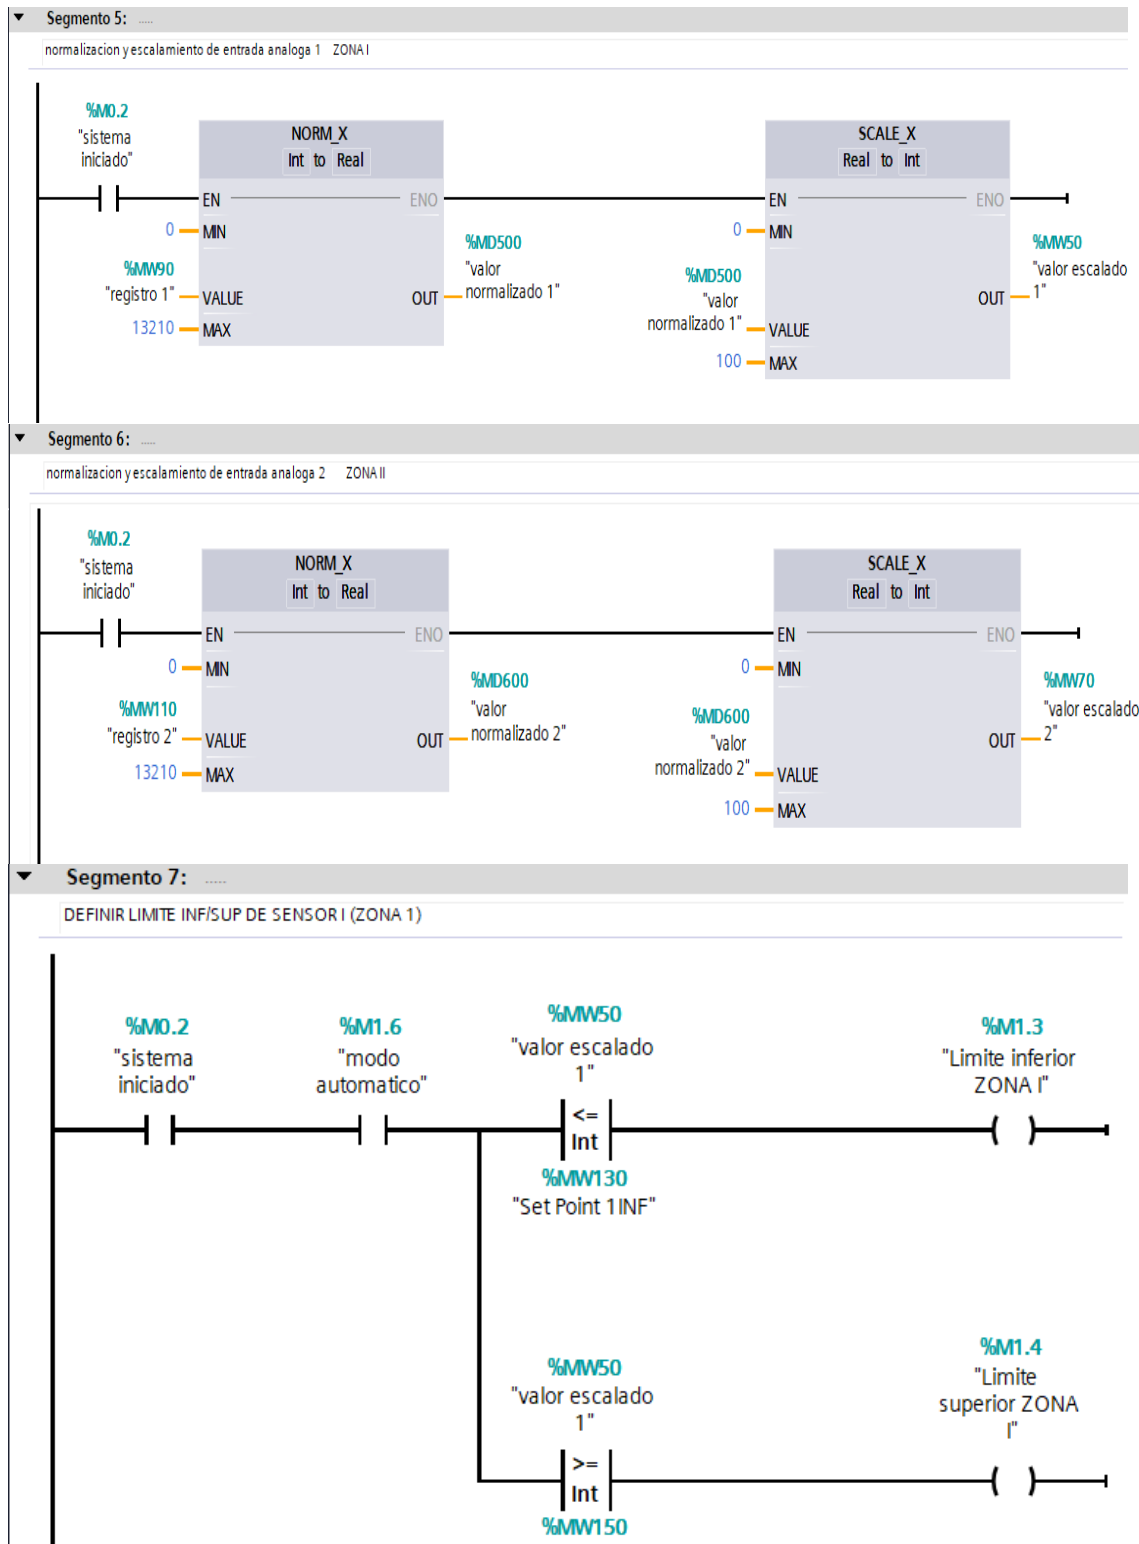 Segmento 5: .....
normalizacion y escalamiento de entrada analoga 1 ZONA I
%M0.2
"sistema
iniciado"
NORM_X
Int to Real
EN
ENO
0
MIN
%MW90
"registro 1"
VALUE
13210
MAX
OUT
%MD500
"valor
normalizado 1"
SCALE_X
Real to Int
EN
ENO
0
MIN
%MD500
"valor
normalizado 1"
VALUE
100
MAX
OUT
%MW50
"valor escalado
1"
Segmento 6: .....
normalizacion y escalamiento de entrada analoga 2 ZONA II
%M0.2
"sistema
iniciado"
NORM_X
Int to Real
EN
ENO
0
MIN
%MW110
"registro 2"
VALUE
13210
MAX
OUT
%MD600
"valor
normalizado 2"
SCALE_X
Real to Int
EN
ENO
0
MIN
%MD600
"valor
normalizado 2"
VALUE
100
MAX
OUT
%MW70
"valor escalado
2"
Segmento 7: .....
DEFINIR LIMITE INF/SUP DE SENSOR I (ZONA 1)
%M0.2
"sistema
iniciado"
%M1.6
"modo
automatico"
%MW50
"valor escalado
1"
<=
Int
%MW130
"Set Point 1INF"
%M1.3
"Limite inferior
ZONA I"
%MW50
"valor escalado
1"
>=
Int
%MW150
%M1.4
"Limite
superior ZONA
I"